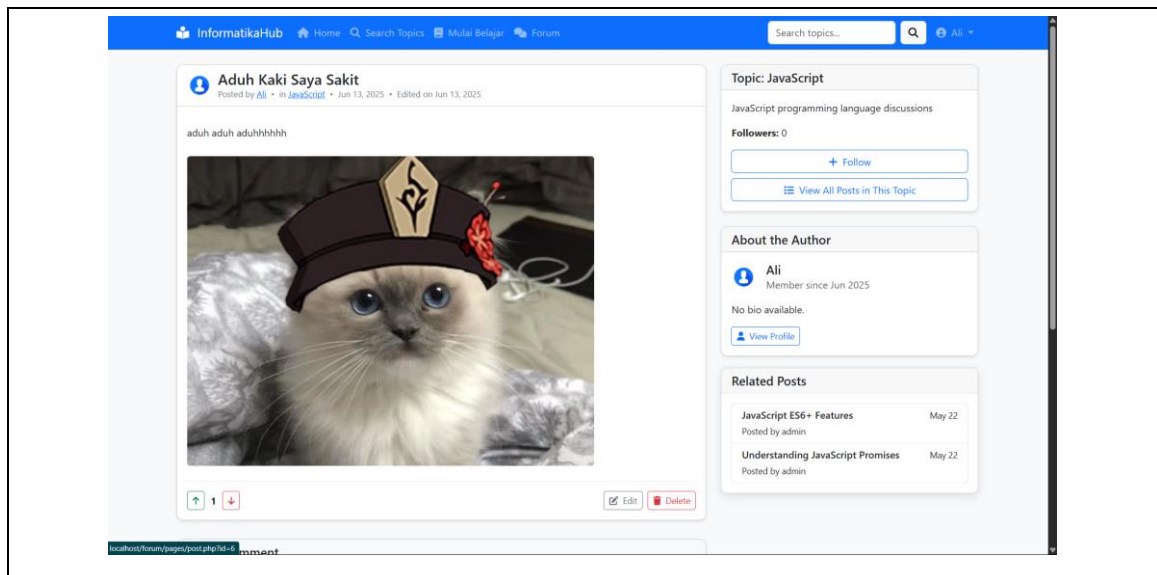 InformatikaHub Home Search Topics Mulai Belajar Forum Search topics... Ali
Aduh Kaki Saya Sakit
Posted by Ali • in JavaScript • Jun 13, 2025 • Edited on Jun 13, 2025
aduh aduh aduhhhhhh
1 Edit Delete
mment
Topic: JavaScript
JavaScript programming language discussions
Followers: 0
+ Follow
View All Posts in This Topic
About the Author
Ali
Member since Jun 2025
No bio available.
View Profile
Related Posts
JavaScript ES6+ Features May 22
Posted by admin
Understanding JavaScript Promises May 22
Posted by admin
localhost/forum/pages/post.php?id=6